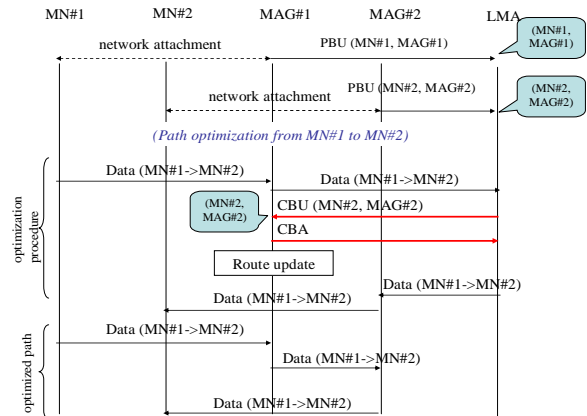 MN#1 MN#2 MAG#1 MAG#2 LMA
network attachment
PBU (MN#1, MAG#1)
(MN#1,
MAG#1)
network attachment
PBU (MN#2, MAG#2)
(MN#2,
MAG#2)
(Path optimization from MN#1 to MN#2)
optimization
procedure
Data (MN#1->MN#2)
Data (MN#1->MN#2)
(MN#2,
MAG#2)
CBU (MN#2, MAG#2)
CBA
Route update
Data (MN#1->MN#2)
Data (MN#1->MN#2)
optimized path
Data (MN#1->MN#2)
Data (MN#1->MN#2)
Data (MN#1->MN#2)